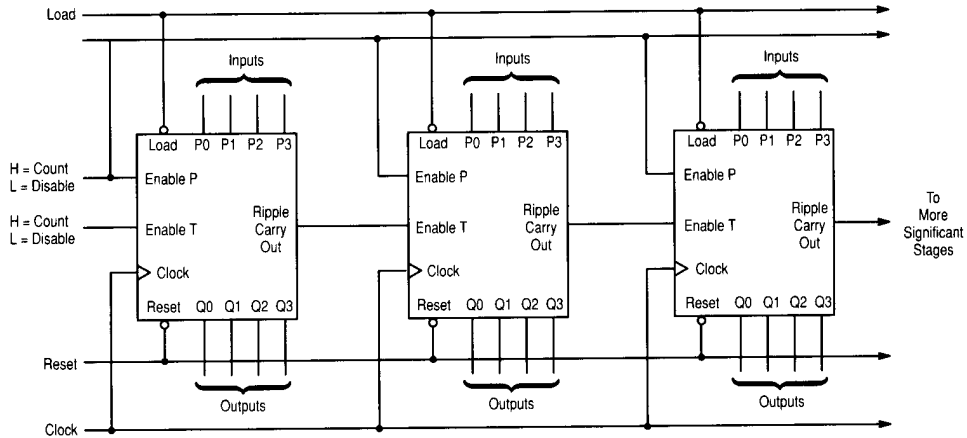 Load
Inputs
Inputs
Inputs
Load P0 P1 P2 P3
Load P0 P1 P2 P3
Load P0 P1 P2 P3
H = Count
L = Disable
Enable P
Enable P
Enable P
H = Count
L = Disable
Enable T
Ripple
Carry
Out
Enable T
Ripple
Carry
Out
Enable T
Ripple
Carry
Out
To
More
Significant
Stages
Clock
Clock
Clock
Reset Q0 Q1 Q2 Q3
Reset Q0 Q1 Q2 Q3
Reset Q0 Q1 Q2 Q3
Reset
Outputs
Outputs
Outputs
Clock